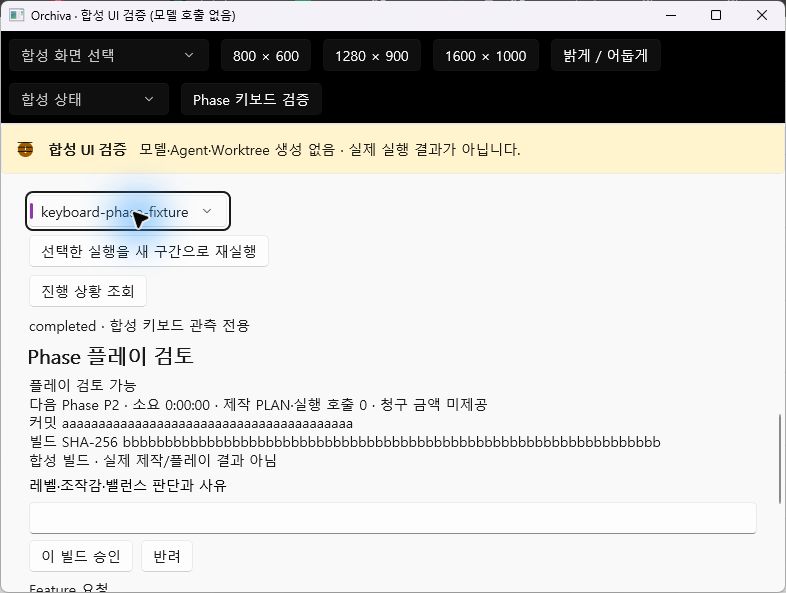 Orchiva · 합성 UI 검증 (모델 호출 없음)
합성 화면 선택 800 × 600 1280 × 900 1600 × 1000 밝게 / 어둡게
합성 상태 Phase 키보드 검증
합성 UI 검증 모델·Agent·Worktree 생성 없음 · 실제 실행 결과가 아닙니다.
keyboard-phase-fixture
선택한 실행을 새 구간으로 재실행
진행 상황 조회
completed · 합성 키보드 관측 전용
Phase 플레이 검토
플레이 검토 가능
다음 Phase P2 · 소요 0:00:00 · 제작 PLAN·실행 호출 0 · 청구 금액 미제공
커밋 aaaaaaaaaaaaaaaaaaaaaaaaaaaaaaaaaaaaaaaa
빌드 SHA-256 bbbbbbbbbbbbbbbbbbbbbbbbbbbbbbbbbbbbbbbbbbbbbbbbbbbbbbbbbbbbbbbb
합성 빌드 · 실제 제작/플레이 결과 아님
레벨·조작감·밸런스 판단과 사유
이 빌드 승인 반려
Feature 요청